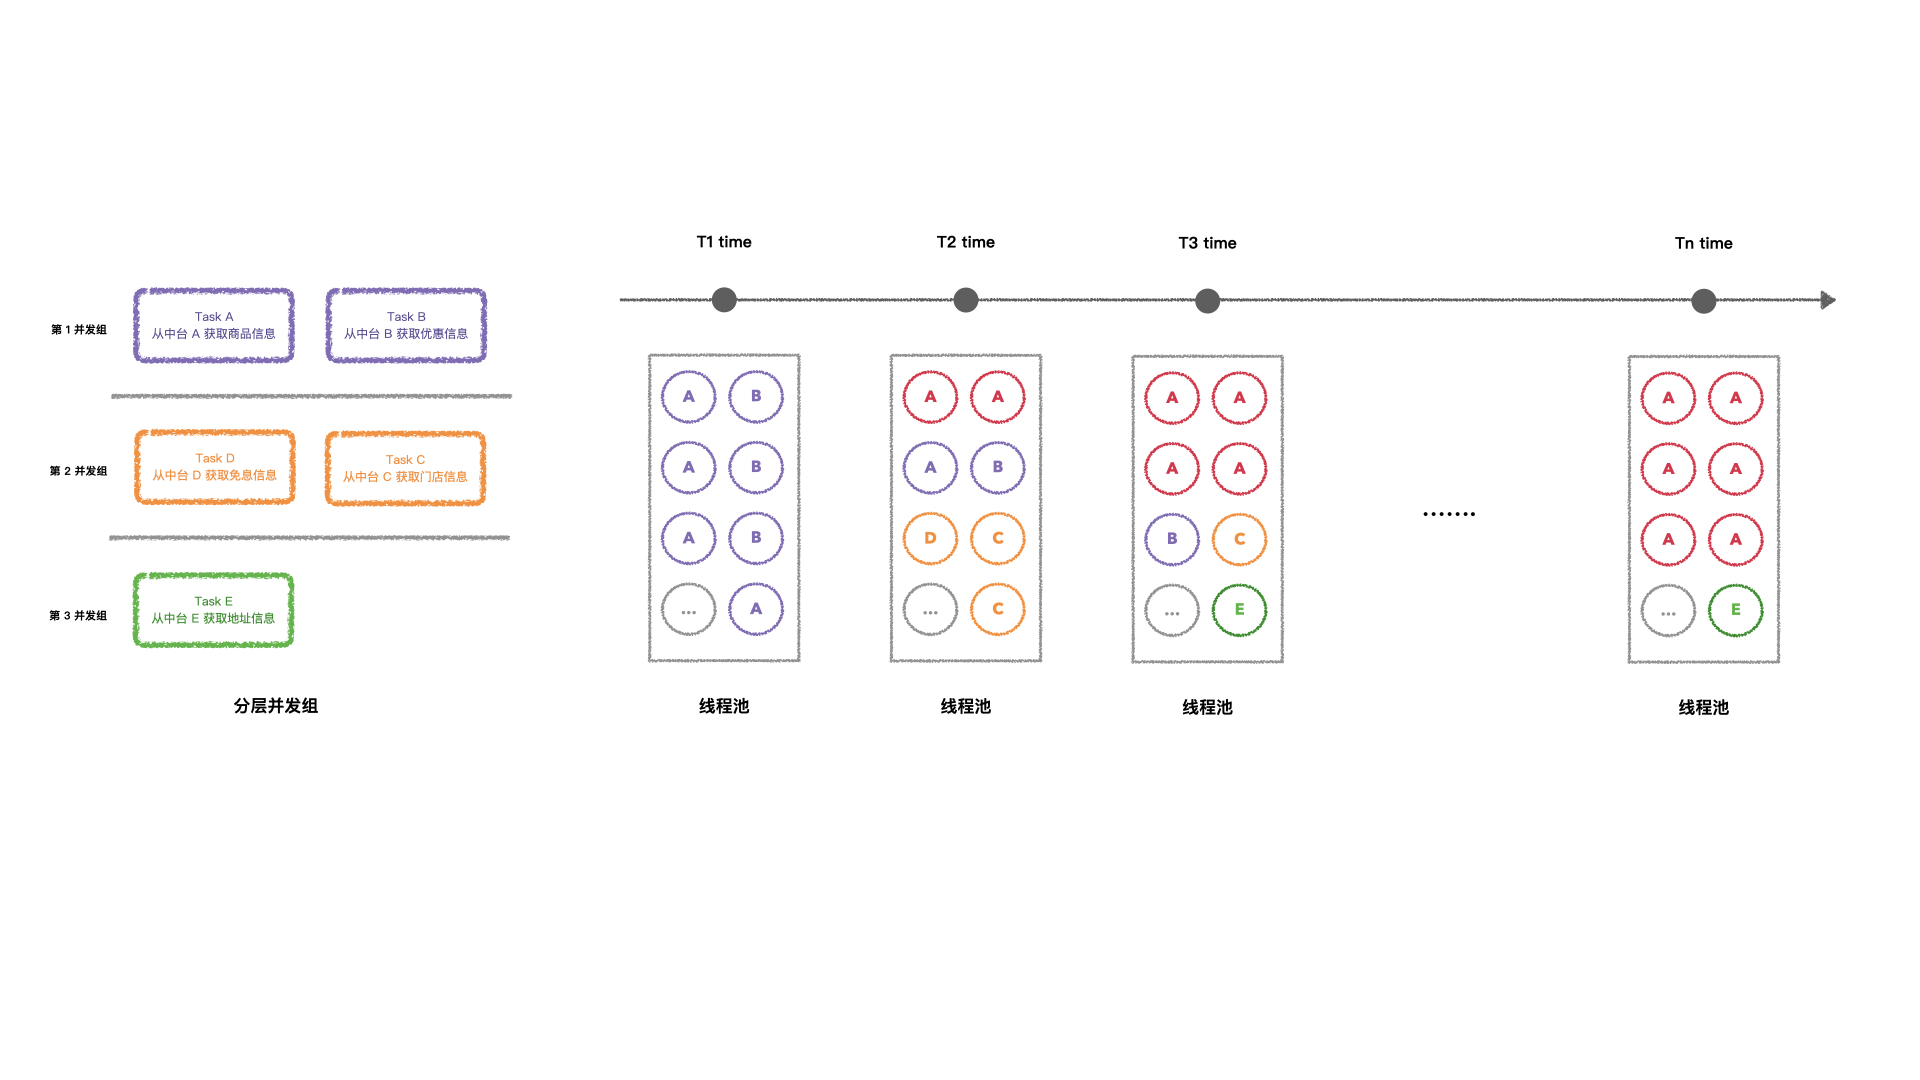 第 1 并发组
Task A
从中台 A 获取商品信息
Task B
从中台 B 获取优惠信息
第 2 并发组
Task D
从中台 D 获取免息信息
Task C
从中台 C 获取门店信息
第 3 并发组
Task E
从中台 E 获取地址信息
分层并发组
T1 time
T2 time
T3 time
Tn time
A B
A B
A B
... A
线程池
A A
A B
D C
... C
线程池
A A
A A
B C
... E
线程池
.......
A A
A A
A A
... E
线程池